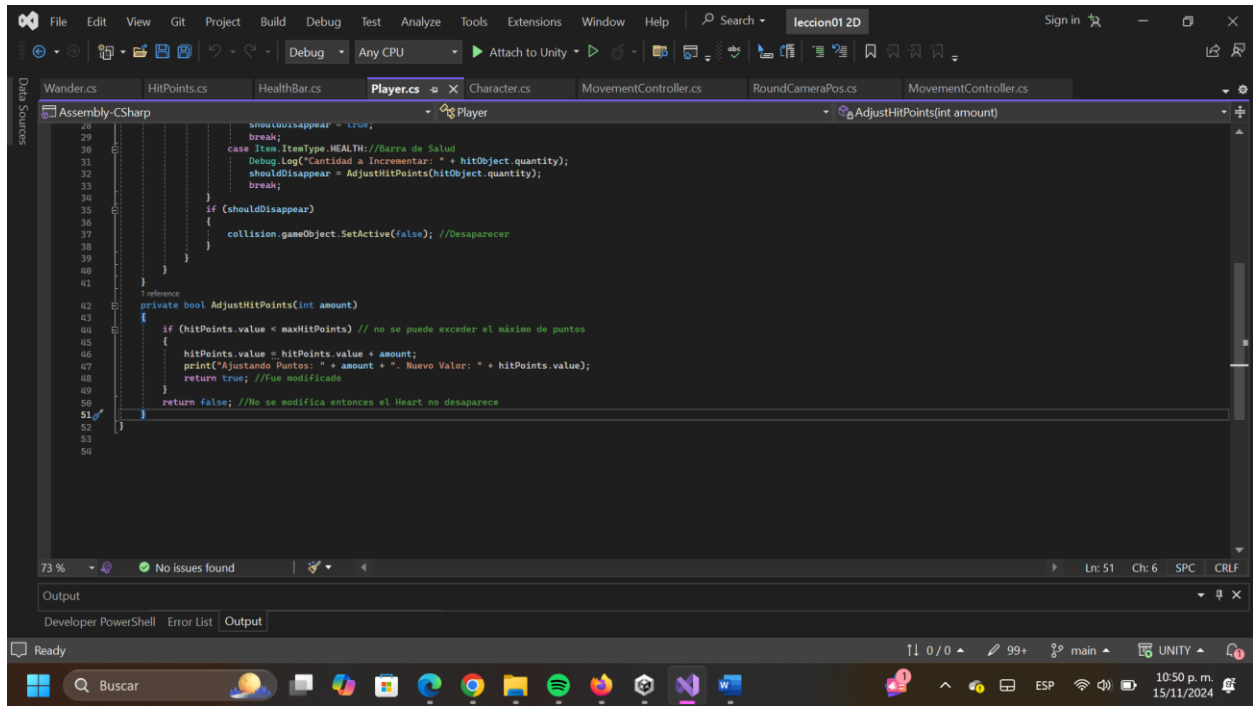 File Edit View Git Project Build Debug Test Analyze Tools Extensions Window Help Search leccion01 2D Sign in
Debug Any CPU Attach to Unity
Data Sources
Wander.cs HitPoints.cs HealthBar.cs Player.cs Character.cs MovementController.cs RoundCameraPos.cs MovementController.cs
Assembly-CSharp Player AdjustHitPoints(int amount)
28 shouldDisappear = true;
29 break;
30 case Item.ItemType.HEALTH://Barra de Salud
31 Debug.Log("Cantidad a Incrementar: " + hitObject.quantity);
32 shouldDisappear = AdjustHitPoints(hitObject.quantity);
33 break;
34 }
35 if (shouldDisappear)
36 {
37 collision.gameObject.SetActive(false); //Desaparecer
38 }
39 }
40 }
41 }
1 reference
42 private bool AdjustHitPoints(int amount)
43 {
44 if (hitPoints.value < maxHitPoints) // no se puede exceder el máximo de puntos
45 {
46 hitPoints.value = hitPoints.value + amount;
47 print("Ajustando Puntos: " + amount + ". Nuevo Valor: " + hitPoints.value);
48 return true; //Fue modificado
49 }
50 return false; //No se modifica entonces el Heart no desaparece
51 }
52 }
53
54
73 % No issues found Ln: 51 Ch: 6 SPC CRLF
Output
Developer PowerShell Error List Output
Ready 0 / 0 99+ main UNITY 1
Buscar 1 ESP 10:50 p. m.
15/11/2024